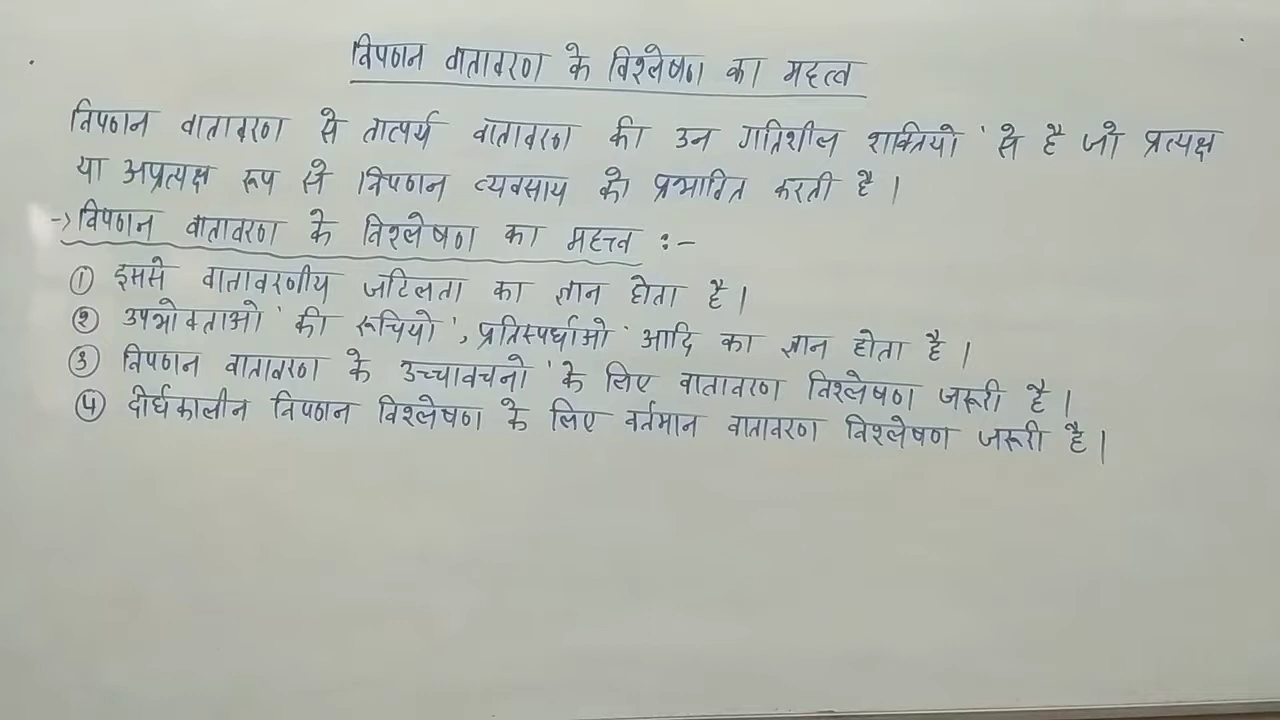 विपणन वातावरण के विश्लेषण का महत्व
विपणन वातावरण से तात्पर्य वातावरण की उन गतिशील शक्तियों से है जो प्रत्यक्ष
या अप्रत्यक्ष रूप से विपणन व्यवसाय को प्रभावित करती है।
-> विपणन वातावरण के विश्लेषण का महत्त्व :-
① इससे वातावरणीय जटिलता का ज्ञान होता है।
② उपभोक्ताओं की रूचियों, प्रतिस्पर्धाओं आदि का ज्ञान होता है।
③ विपणन वातावरण के उच्चावचनों के लिए वातावरण विश्लेषण जरूरी है।
④ दीर्घकालीन विपणन विश्लेषण के लिए वर्तमान वातावरण विश्लेषण जरूरी है।